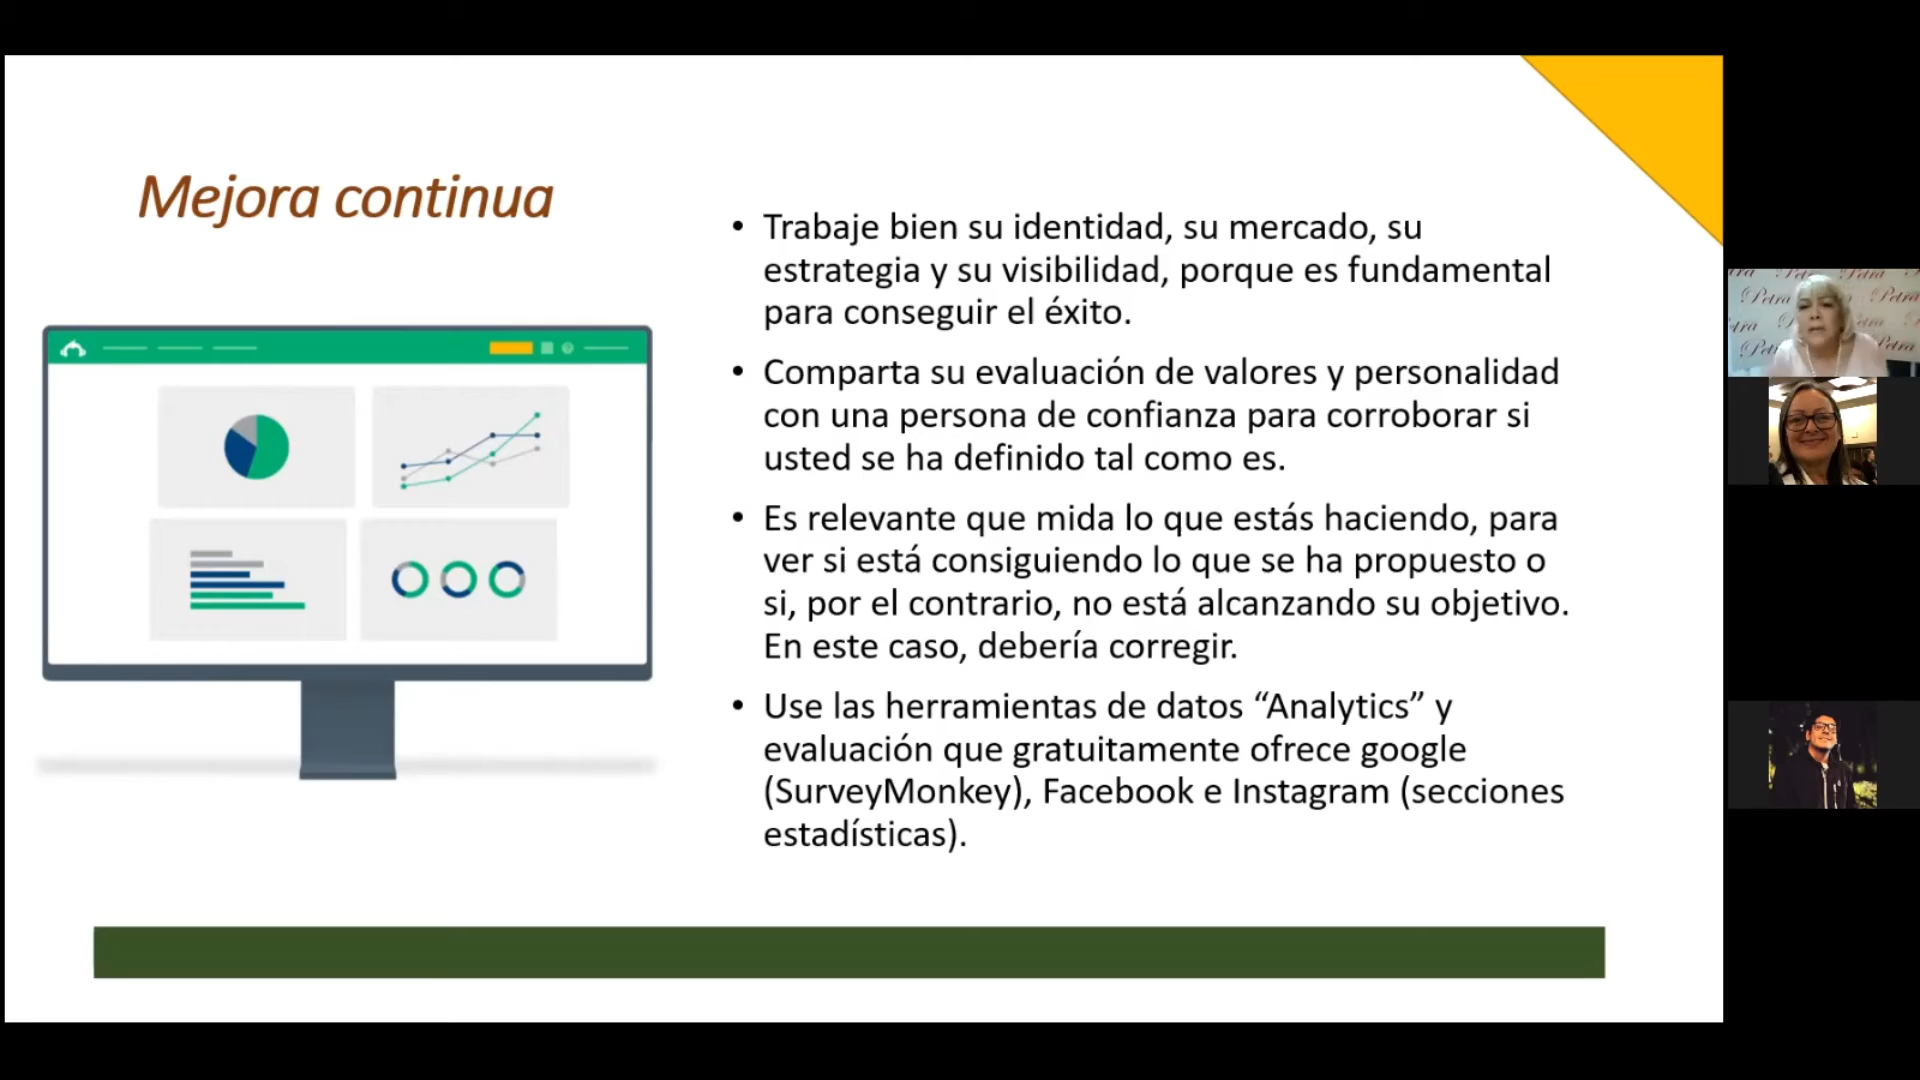 Mejora continua
• Trabaje bien su identidad, su mercado, su
estrategia y su visibilidad, porque es fundamental
para conseguir el éxito.
• Comparta su evaluación de valores y personalidad
con una persona de confianza para corroborar si
usted se ha definido tal como es.
• Es relevante que mida lo que estás haciendo, para
ver si está consiguiendo lo que se ha propuesto o
si, por el contrario, no está alcanzando su objetivo.
En este caso, debería corregir.
• Use las herramientas de datos “Analytics” y
evaluación que gratuitamente ofrece google
(SurveyMonkey), Facebook e Instagram (secciones
estadísticas).
Petra
Petra